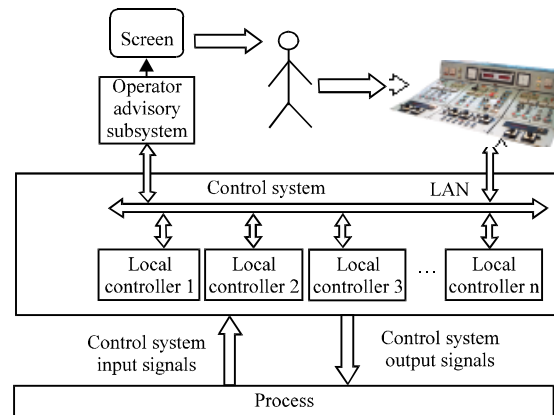 Screen
Operator
advisory
subsystem
Control system
LAN
Local
controller 1
Local
controller 2
Local
controller 3
...
Local
controller n
Control system
input signals
Control system
output signals
Process